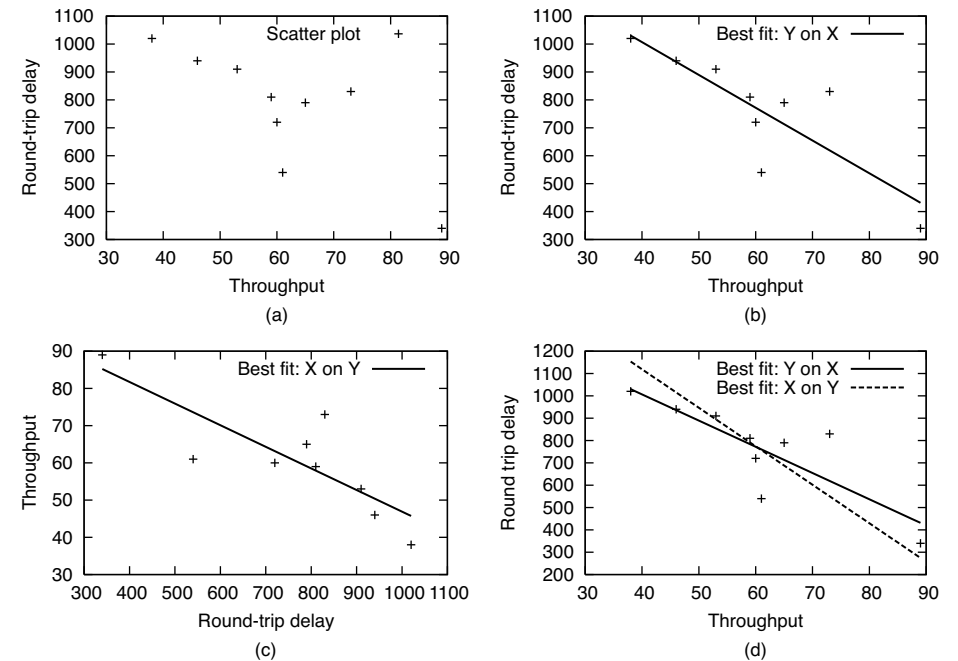 1100
1000
900
800
700
600
500
400
300
Round-trip delay
Scatter plot
30 40 50 60 70 80 90
Throughput
(a)
1100
1000
900
800
700
600
500
400
300
Round-trip delay
Best fit: Y on X
30 40 50 60 70 80 90
Throughput
(b)
90
80
70
60
50
40
30
Throughput
Best fit: X on Y
300 400 500 600 700 800 900 1000 1100
Round-trip delay
(c)
1200
1100
1000
900
800
700
600
500
400
300
200
Round trip delay
Best fit: Y on X
Best fit: X on Y
30 40 50 60 70 80 90
Throughput
(d)